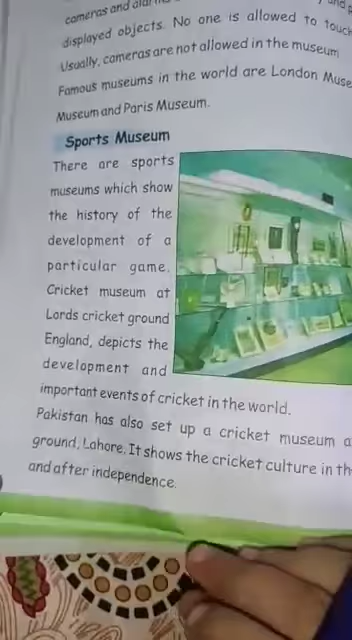 cameras and
displayed objects. No one is allowed to touch
Usually, cameras are not allowed in the museum
Famous museums in the world are London Muse
Museum and Paris Museum.
Sports Museum
There are sports
museums which show
the history of the
development of a
particular game.
Cricket museum at
Lords cricket ground
England, depicts the
development and
important events of cricket in the world.
Pakistan has also set up a cricket museum a
ground, Lahore. It shows the cricket culture in th
and after independence.